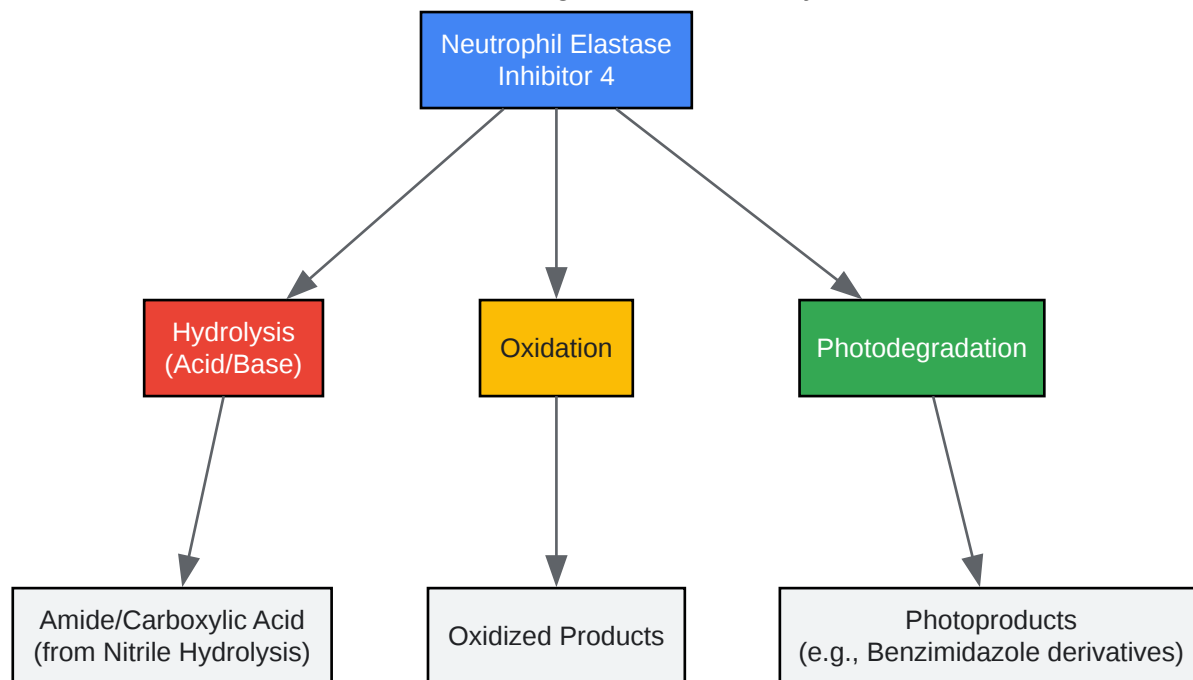 Neutrophil Elastase
Inhibitor 4
Hydrolysis
(Acid/Base)
Oxidation
Photodegradation
Amide/Carboxylic Acid
(from Nitrile Hydrolysis)
Oxidized Products
Photoproducts
(e.g., Benzimidazole derivatives)